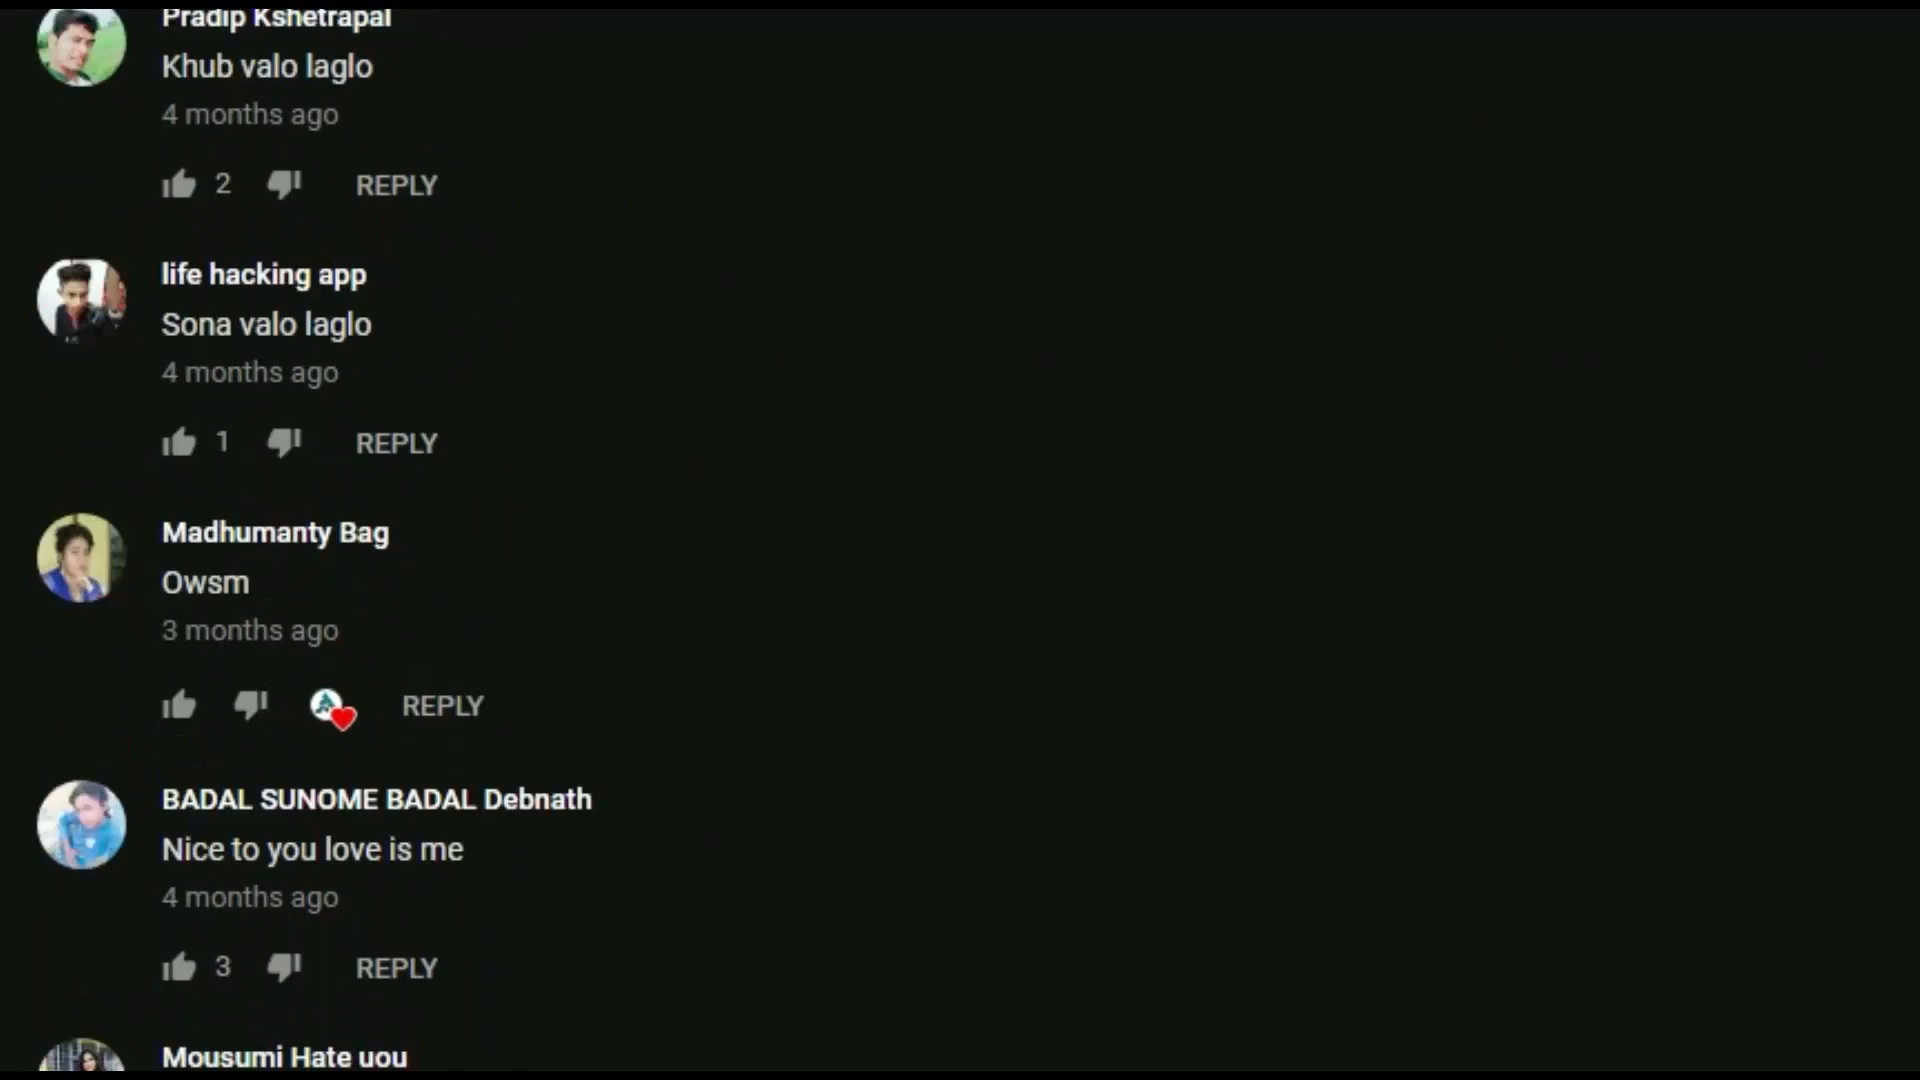 Pradip Kshetrapal
Khub valo laglo
4 months ago
2 REPLY
life hacking app
Sona valo laglo
4 months ago
1 REPLY
Madhumanty Bag
Owsm
3 months ago
REPLY
BADAL SUNOME BADAL Debnath
Nice to you love is me
4 months ago
3 REPLY
Mousumi Hate uou